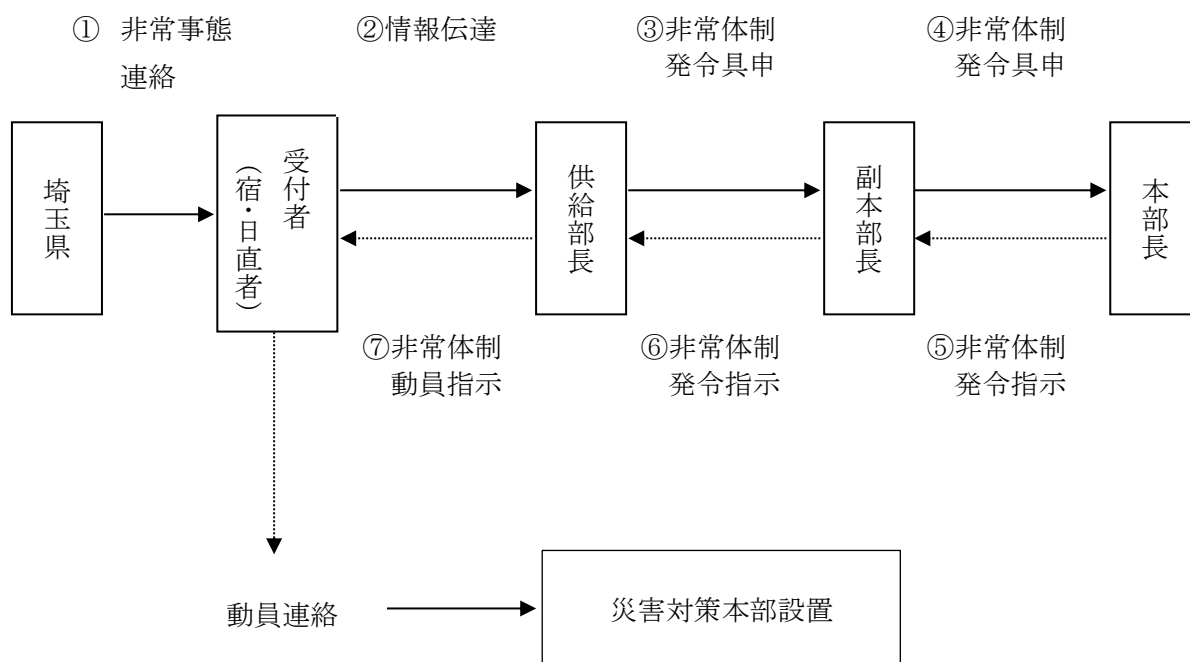 ① 非常事態
連絡
②情報伝達
③非常体制
発令具申
④非常体制
発令具申
埼玉県
受付者
（宿・日直者）
供給部長
副本部長
本部長
⑦非常体制
動員指示
⑥非常体制
発令指示
⑤非常体制
発令指示
動員連絡
災害対策本部設置